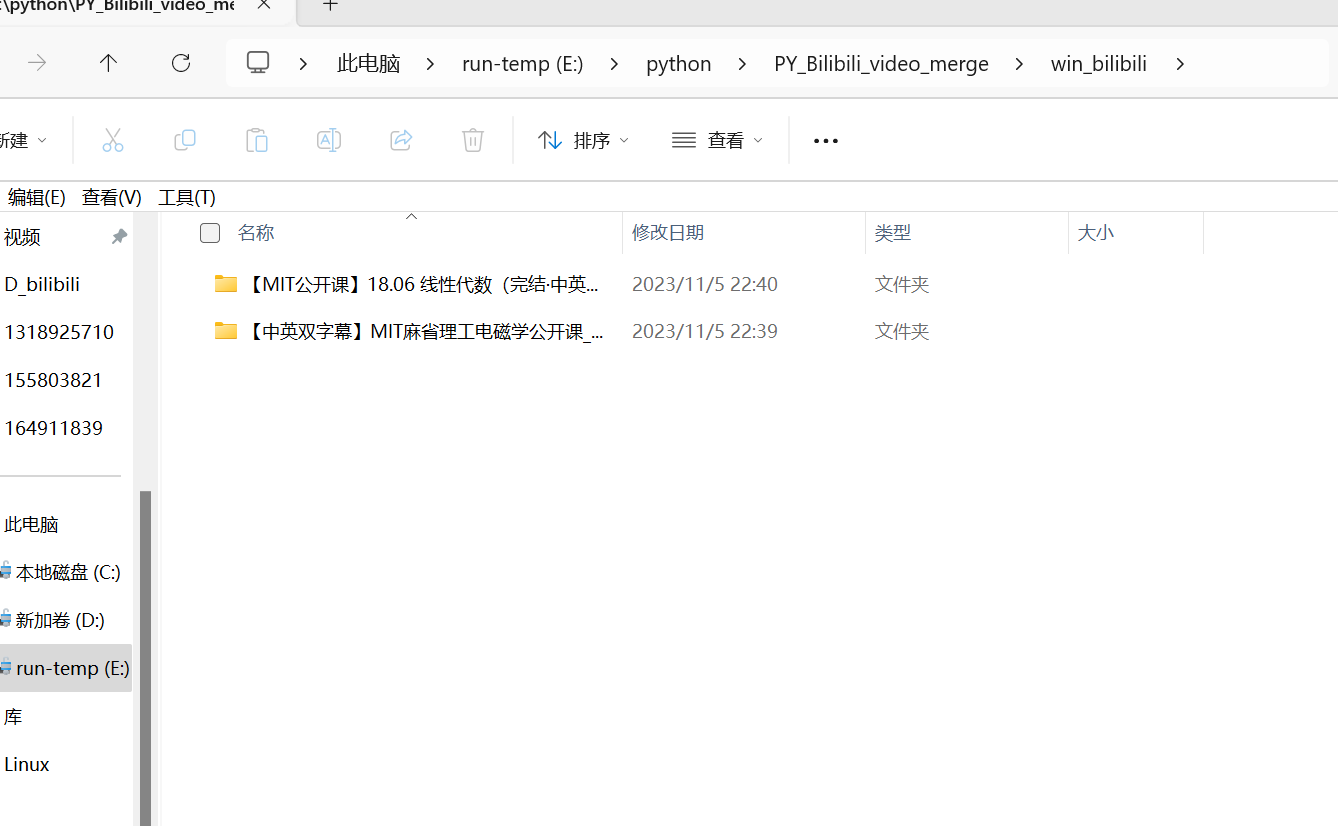 :\python\PY_Bilibili_video_me
此电脑 run-temp (E:) python PY_Bilibili_video_merge win_bilibili
新建 排序 查看
编辑(E) 查看(V) 工具(T)
视频
D_bilibili
1318925710
155803821
164911839
此电脑
本地磁盘 (C:)
新加卷 (D:)
run-temp (E:)
库
Linux
名称 修改日期 类型 大小
【MIT公开课】18.06 线性代数（完结·中英... 2023/11/5 22:40 文件夹
【中英双字幕】MIT麻省理工电磁学公开课_... 2023/11/5 22:39 文件夹